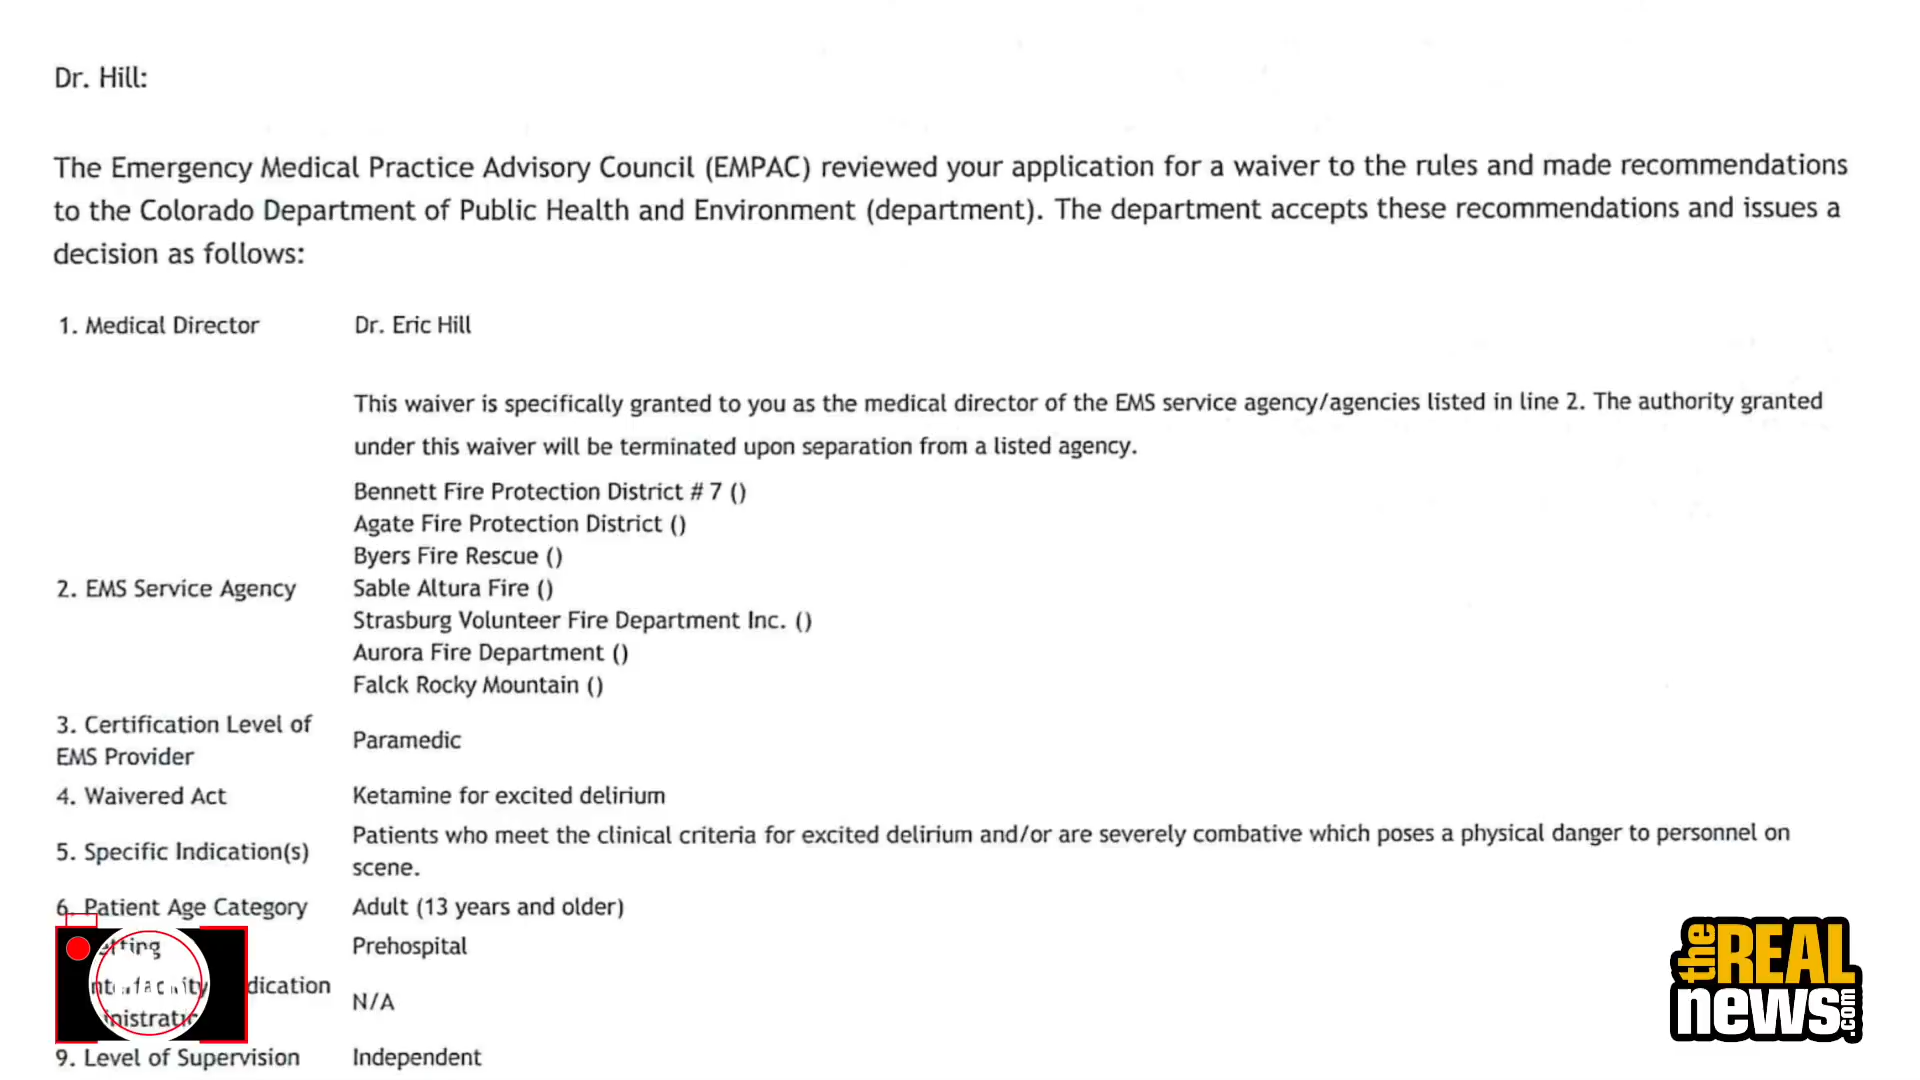 Dr. Hill:
The Emergency Medical Practice Advisory Council (EMPAC) reviewed your application for a waiver to the rules and made recommendations
to the Colorado Department of Public Health and Environment (department). The department accepts these recommendations and issues a
decision as follows:
1. Medical Director Dr. Eric Hill
This waiver is specifically granted to you as the medical director of the EMS service agency/agencies listed in line 2. The authority granted
under this waiver will be terminated upon separation from a listed agency.
Bennett Fire Protection District # 7 ()
Agate Fire Protection District ()
Byers Fire Rescue ()
2. EMS Service Agency Sable Altura Fire ()
Strasburg Volunteer Fire Department Inc. ()
Aurora Fire Department ()
Falck Rocky Mountain ()
3. Certification Level of
EMS Provider
Paramedic
4. Waivered Act Ketamine for excited delirium
5. Specific Indication(s)
Patients who meet the clinical criteria for excited delirium and/or are severely combative which poses a physical danger to personnel on
scene.
6. Patient Age Category Adult (13 years and older)
Prehospital
N/A
9. Level of Supervision Independent
the REAL
news.com